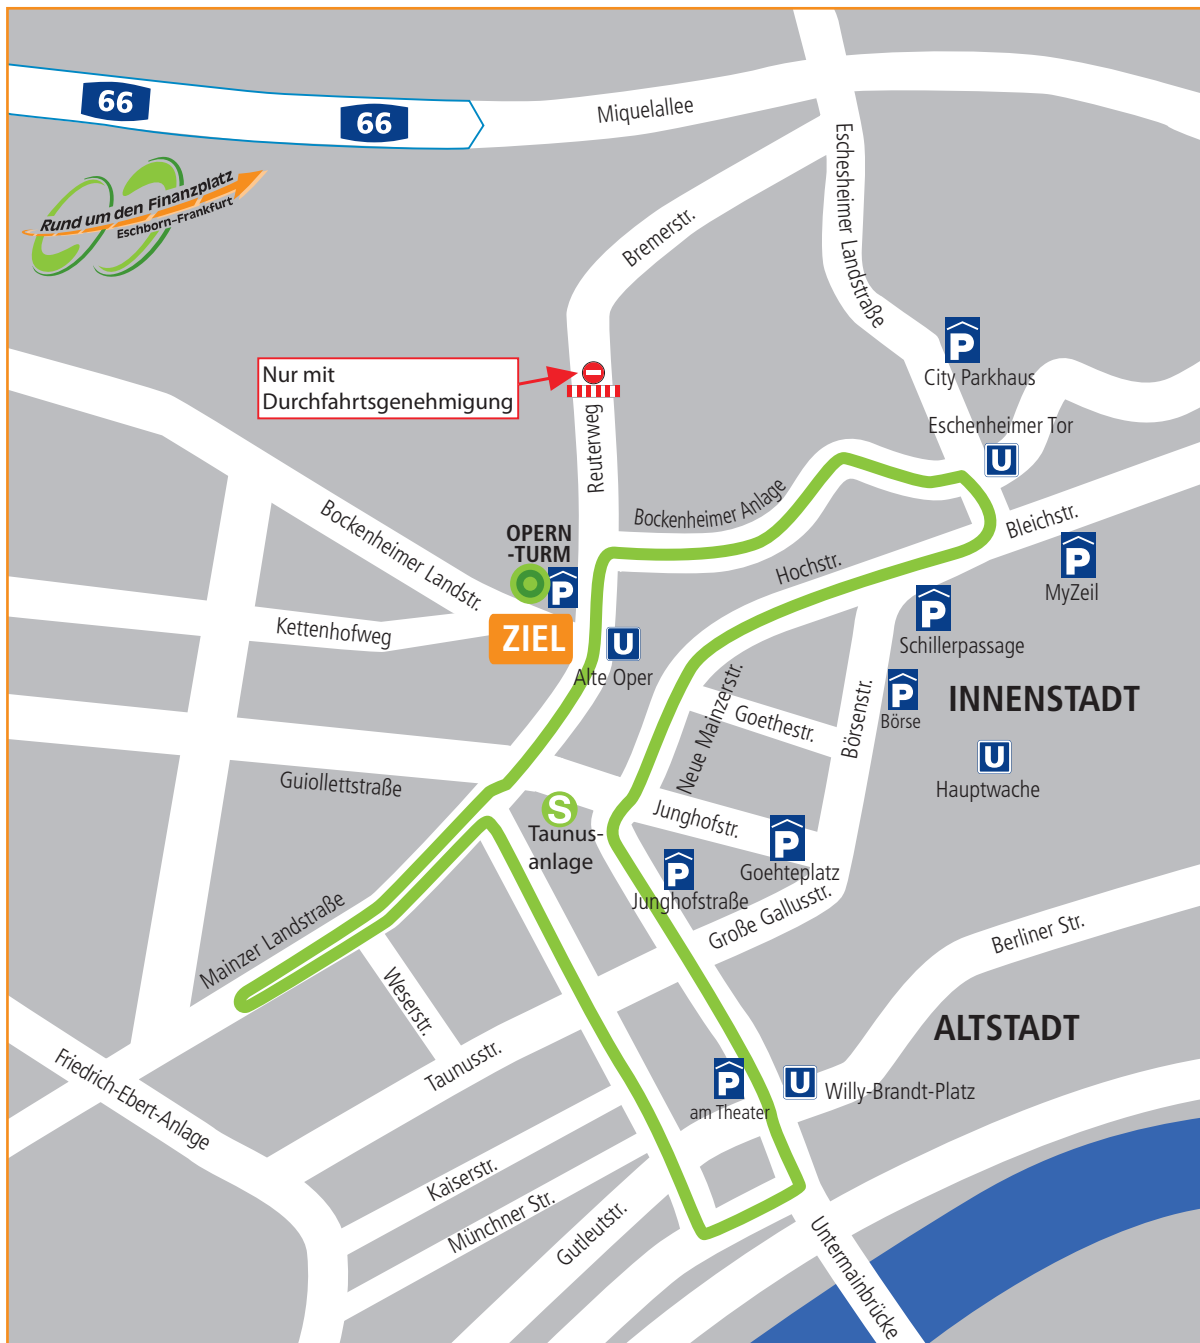 66
66
Miquelallee
Rund um den Finanzplatz
Eschborn-Frankfurt
Eschesheimer Landstraße
Bremerstr.
Nur mit
Durchfahrtsgenehmigung
P
City Parkhaus
Eschenheimer Tor
U
Reuterweg
Bockenheimer Anlage
Bleichstr.
Bockenheimer Landstr.
OPERN
-TURM
P
ZIEL
Hochstr.
P
MyZeil
Kettenhofweg
U
Alte Oper
P
Schillerpassage
Neue Mainzerstr.
Goethestr.
Börsenstr.
P
Börse
INNENSTADT
U
Hauptwache
Guiollettstraße
S
Taunus-
anlage
Junghofstr.
P
Goehteplatz
P
Junghofstraße
Große Gallusstr.
Mainzer Landstraße
Weserstr.
Berliner Str.
ALTSTADT
Taunusstr.
Friedrich-Ebert-Anlage
P
am Theater
U
Willy-Brandt-Platz
Kaiserstr.
Münchner Str.
Gutleutstr.
Untermainbrücke